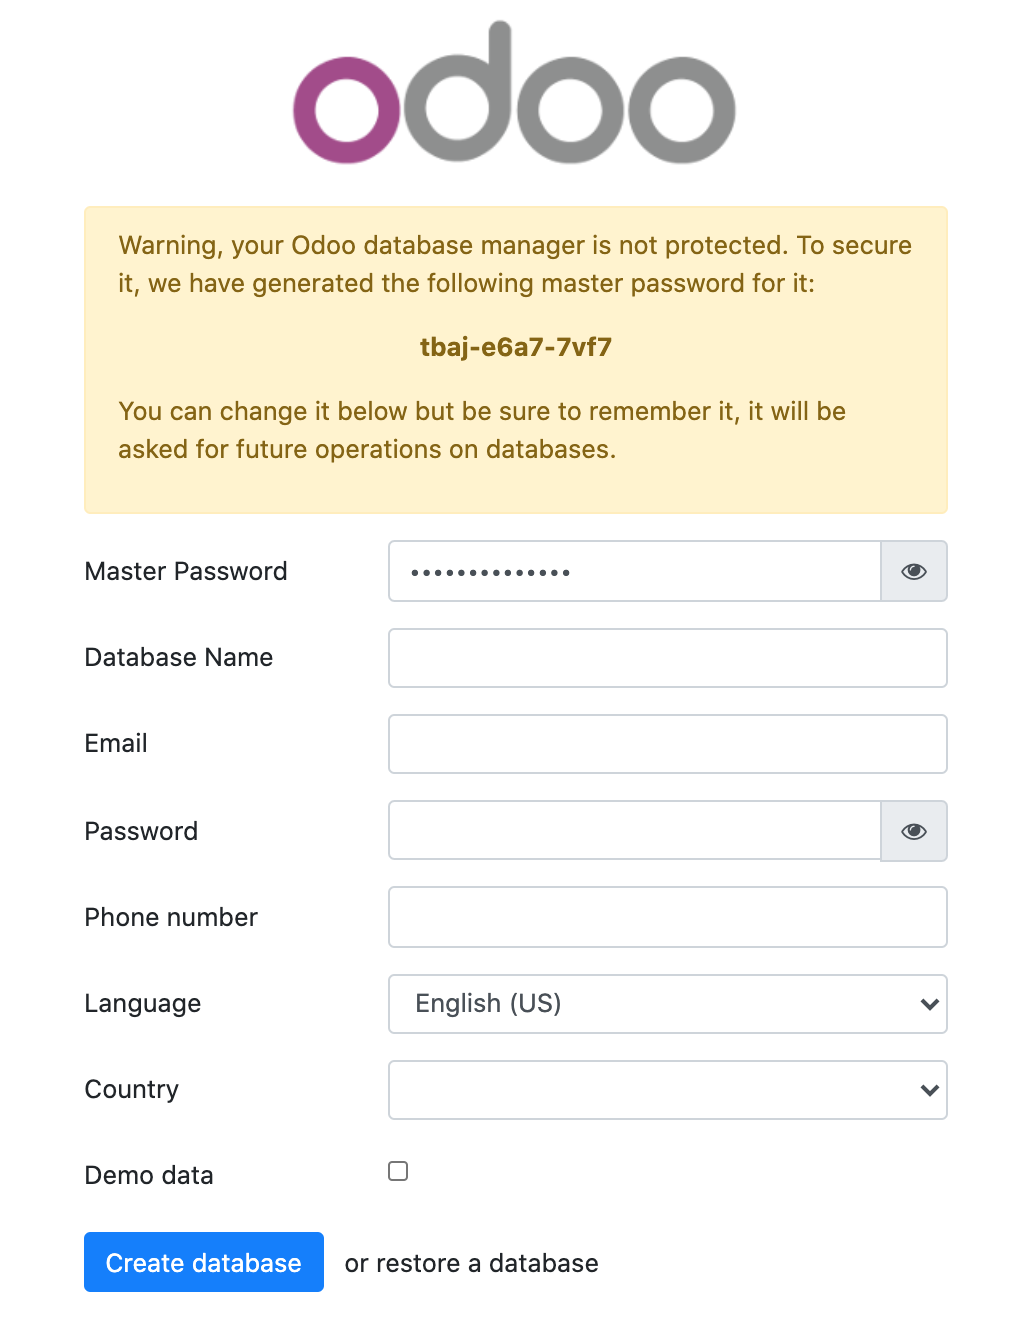 odoo
Warning, your Odoo database manager is not protected. To secure
it, we have generated the following master password for it:
tbaj-e6a7-7vf7
You can change it below but be sure to remember it, it will be
asked for future operations on databases.
Master Password ••••••••••••••
Database Name
Email
Password
Phone number
Language English (US)
Country
Demo data
Create database or restore a database